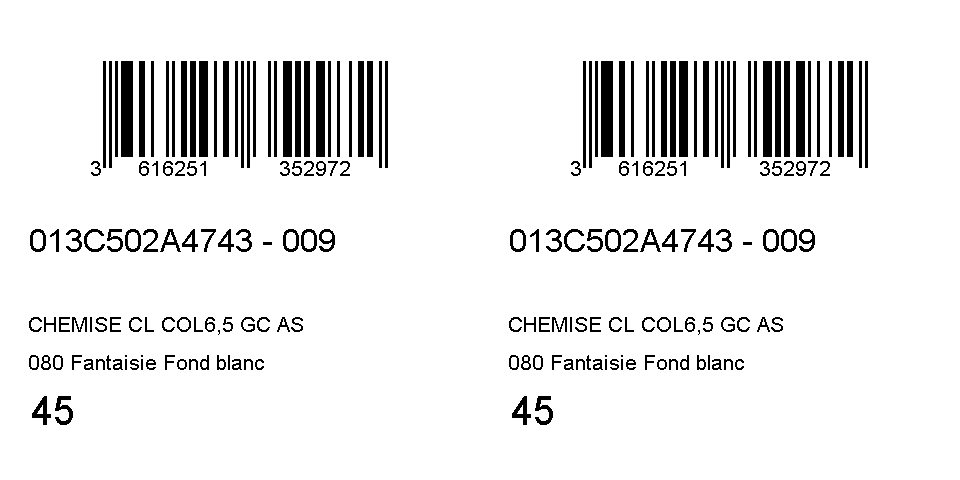 3 616251 352972
013C502A4743 - 009
CHEMISE CL COL6,5 GC AS
080 Fantaisie Fond blanc
45
3 616251 352972
013C502A4743 - 009
CHEMISE CL COL6,5 GC AS
080 Fantaisie Fond blanc
45